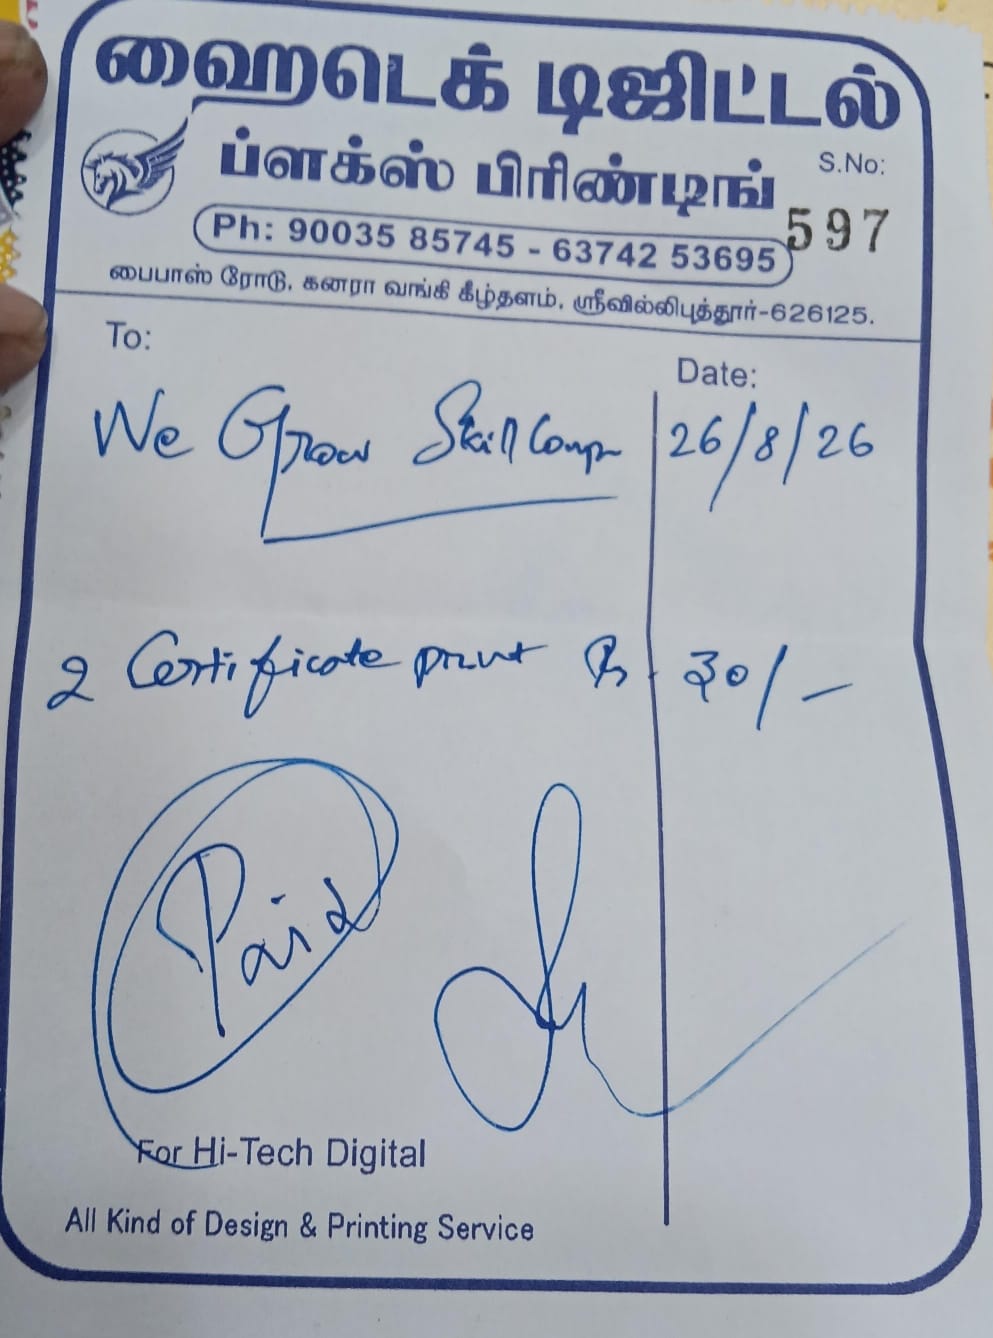 ஹைடெக் டிஜிட்டல்
ப்ளக்ஸ் பிரிண்டிங்
S.No:
597
Ph: 90035 85745 - 63742 53695
பைபாஸ் ரோடு, கனரா வங்கி கீழ்தளம், ஸ்ரீவில்லிபுத்தூர்-626125.
To:
Date:
We Grow Skill Comp
26/8/26
2 Certificate print Rs. 30/-
Paid
For Hi-Tech Digital
All Kind of Design & Printing Service